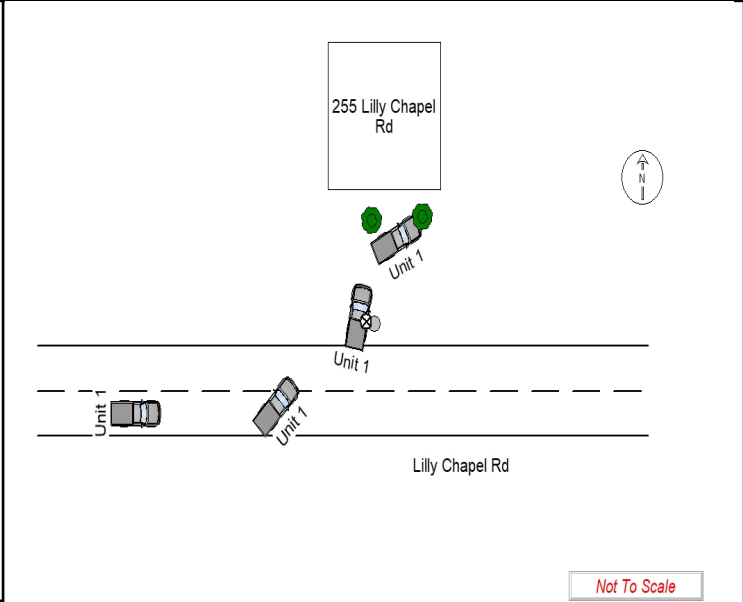 255 Lilly Chapel
Rd
N
Unit 1
Unit 1
Unit 1
Unit 1
Lilly Chapel Rd
Not To Scale